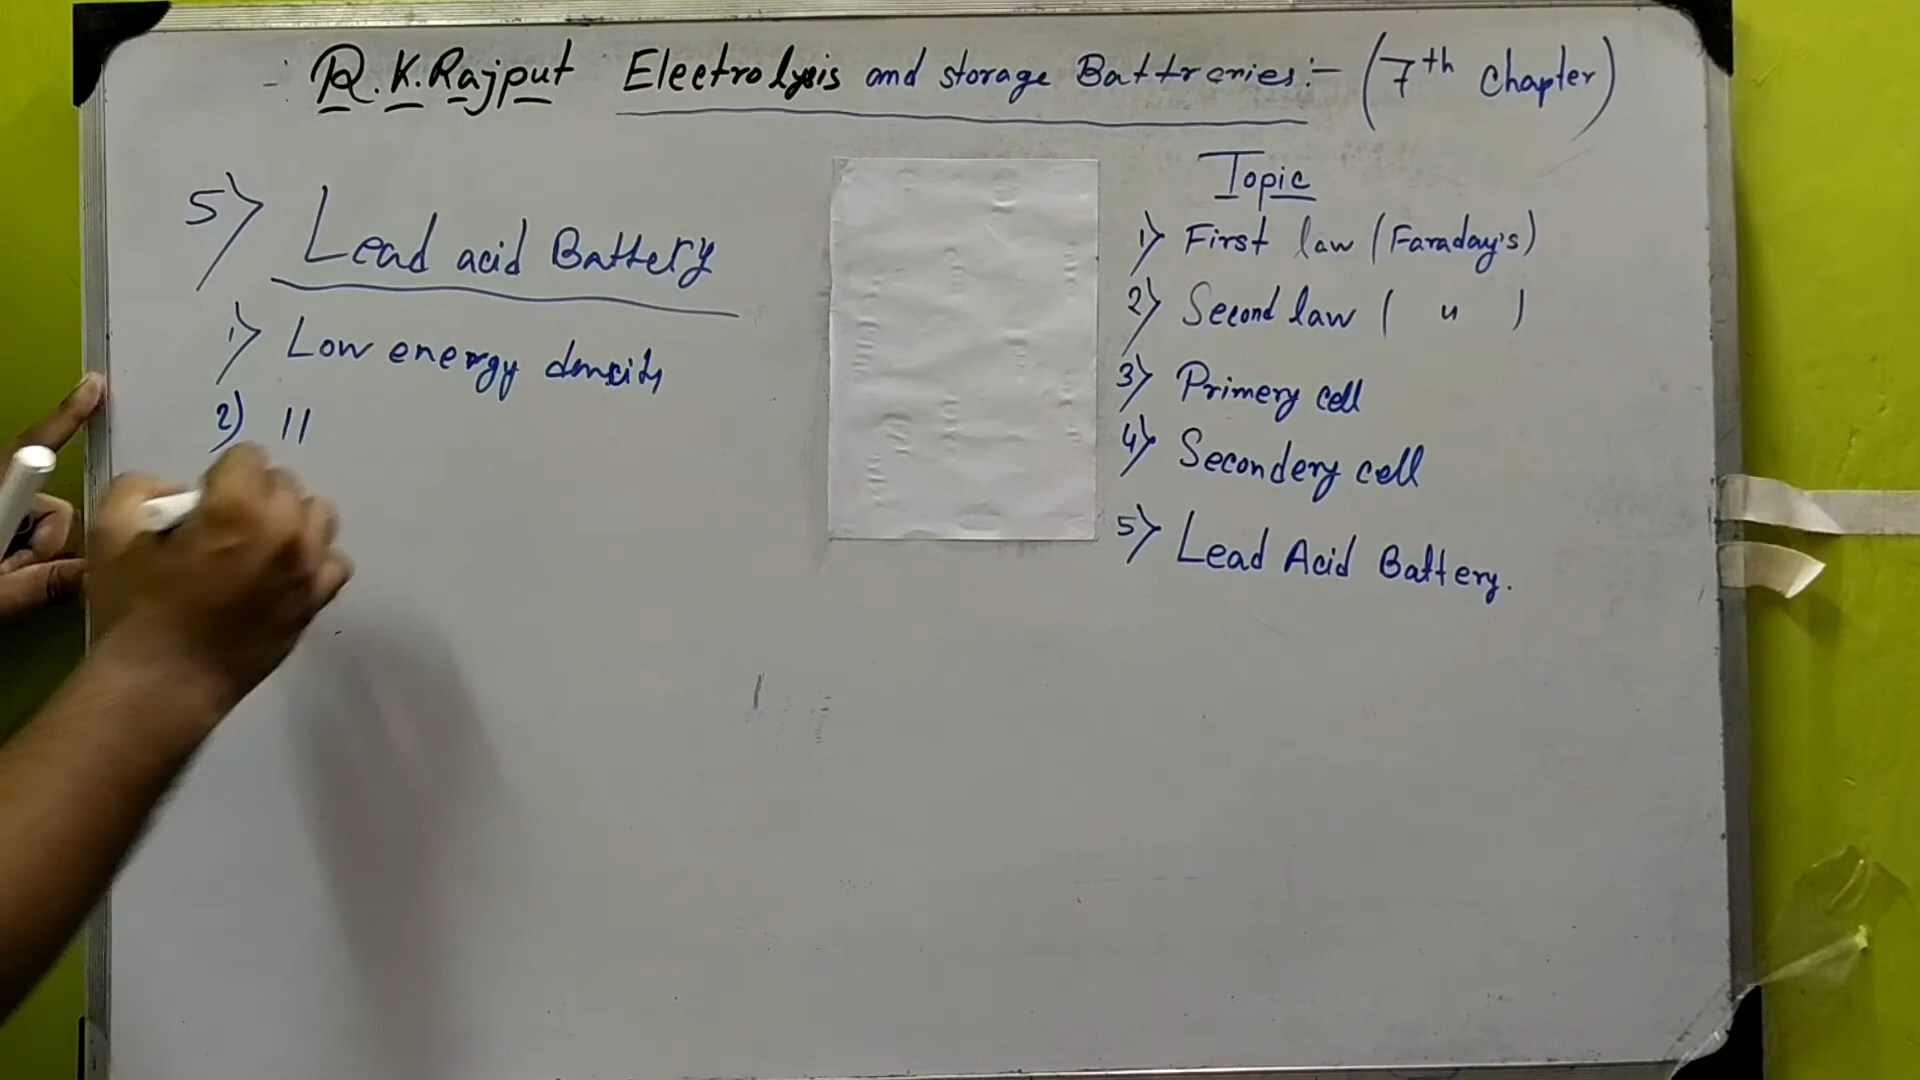 -: R.K.Rajput Electrolysis and storage Battreries:- (7th chapter)
5) Lead acid Battery
1) Low energy density
2) 11
Topic
1) First law (Faraday's)
2) Second law ( " )
3) Primery cell
4) Secondery cell
5) Lead Acid Battery.